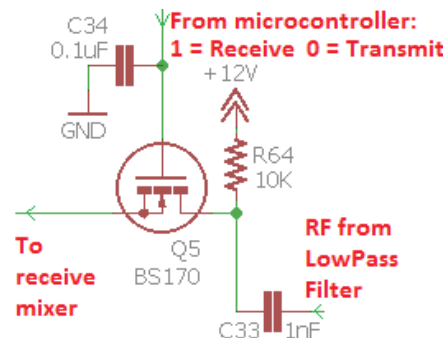 From microcontroller:
1 = Receive 0 = Transmit
C34
0.1uF
+12V
GND
R64
10K
Q5
BS170
To
receive
mixer
RF from
LowPass
Filter
C33
1nF